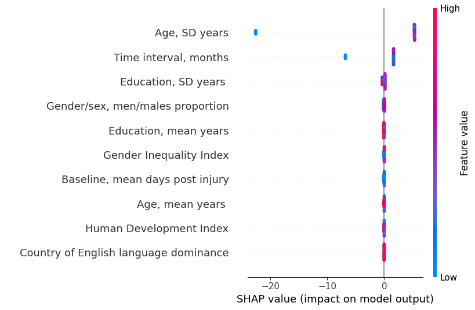 High
Age, SD years
Time interval, months
Education, SD years
Gender/sex, men/males proportion
Education, mean years
Gender Inequality Index
Baseline, mean days post injury
Age, mean years
Human Development Index
Country of English language dominance
Feature value
Low
−20 −10 0
SHAP value (impact on model output)